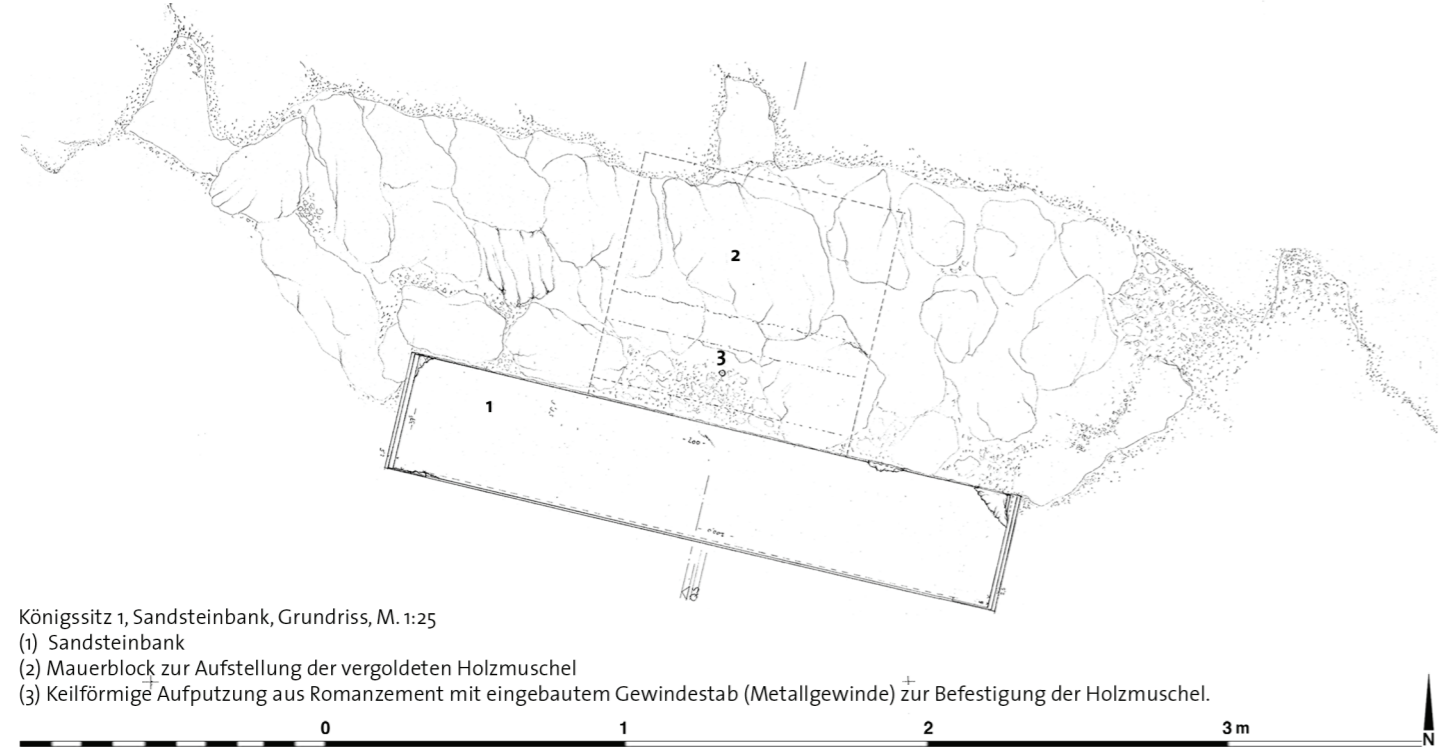 2
3
1
- 200 -
Königssitz 1, Sandsteinbank, Grundriss, M. 1:25
(1) Sandsteinbank
(2) Mauerblock zur Aufstellung der vergoldeten Holzmuschel
(3) Keilförmige Aufputzung aus Romanzement mit eingebautem Gewindestab (Metallgewinde) zur Befestigung der Holzmuschel.
0 1 2 3 m
N